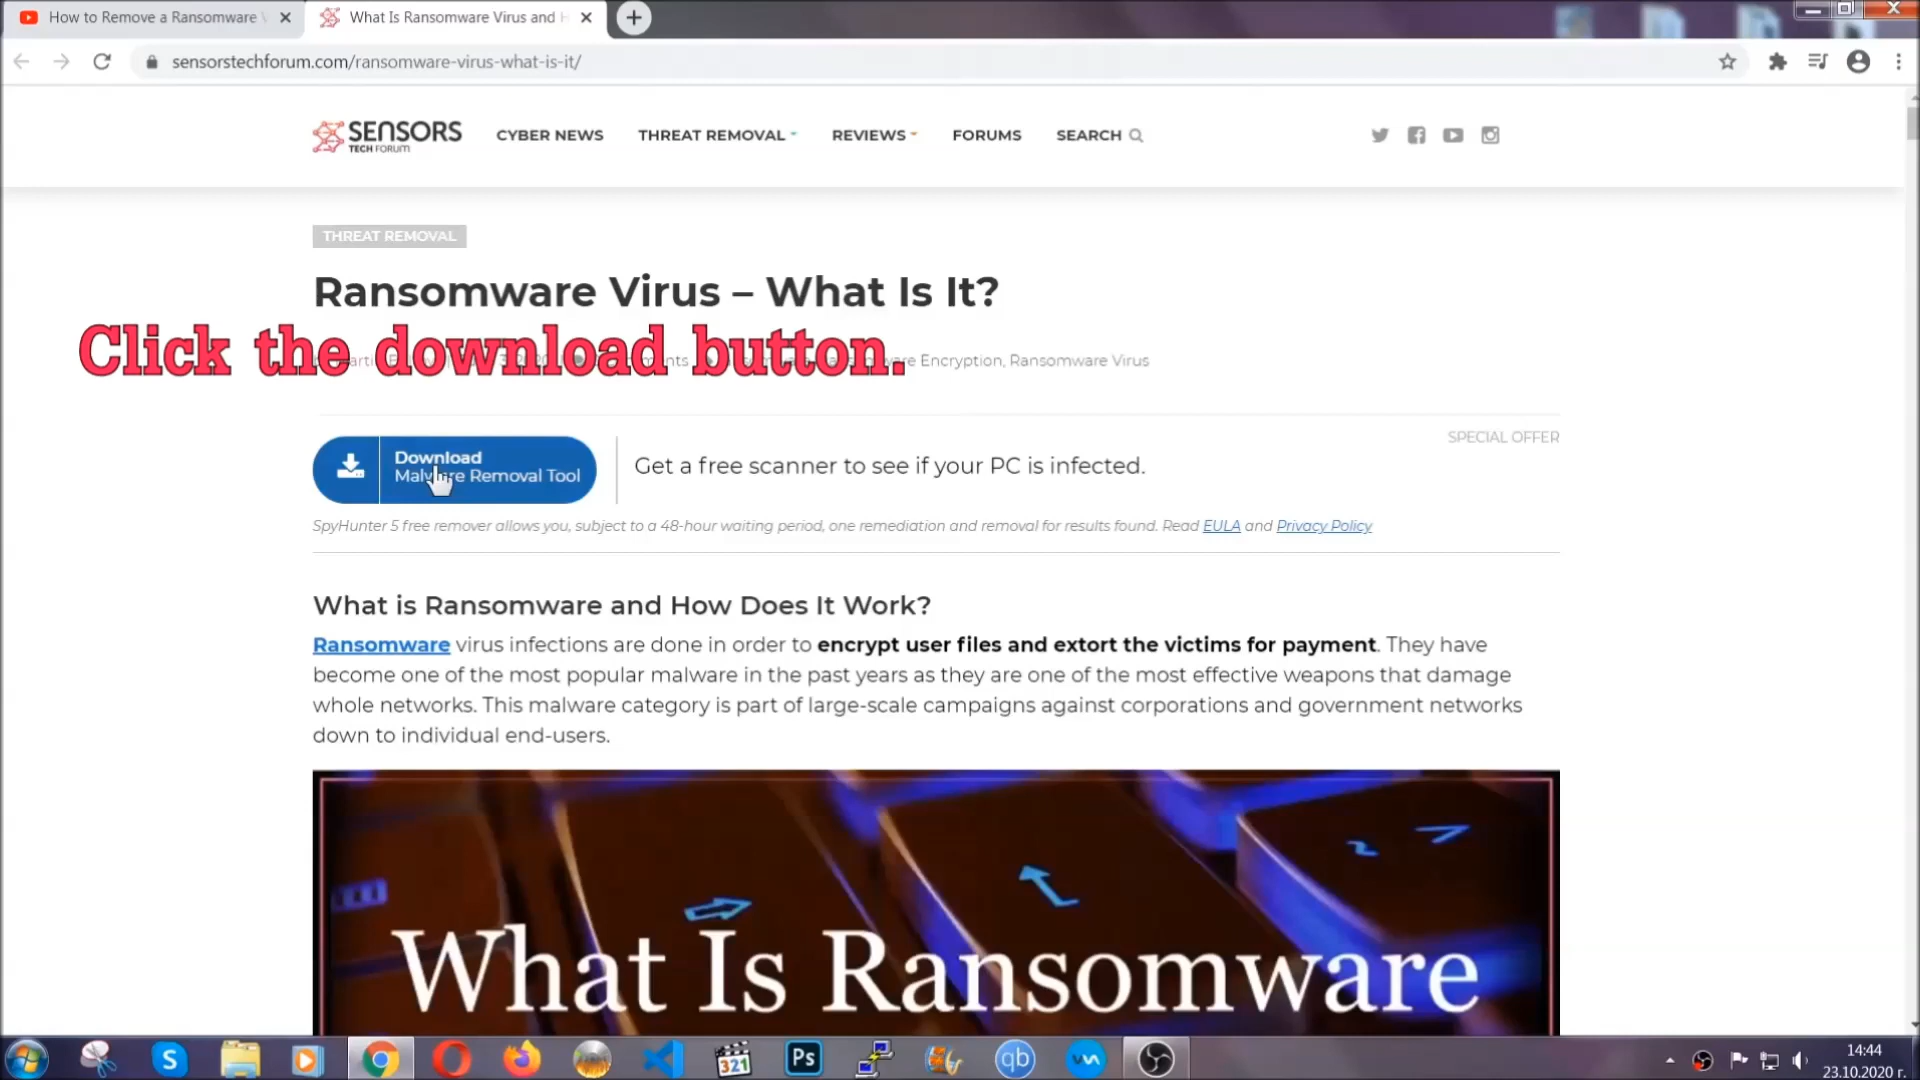 How to Remove a Ransomware
What Is Ransomware Virus and
sensorstechforum.com/ransomware-virus-what-is-it/
SENSORS
TECH FORUM
CYBER NEWS
THREAT REMOVAL
REVIEWS
FORUMS
SEARCH
THREAT REMOVAL
Ransomware Virus – What Is It?
Click the download button.
Encryption, Ransomware Virus
SPECIAL OFFER
Download
Malware Removal Tool
Get a free scanner to see if your PC is infected.
SpyHunter 5 free remover allows you, subject to a 48-hour waiting period, one remediation and removal for results found. Read EULA and Privacy Policy
What is Ransomware and How Does It Work?
Ransomware virus infections are done in order to encrypt user files and extort the victims for payment. They have
become one of the most popular malware in the past years as they are one of the most effective weapons that damage
whole networks. This malware category is part of large-scale campaigns against corporations and government networks
down to individual end-users.
What Is Ransomware
S
321
Ps
qb
14:44
23.10.2020 г.